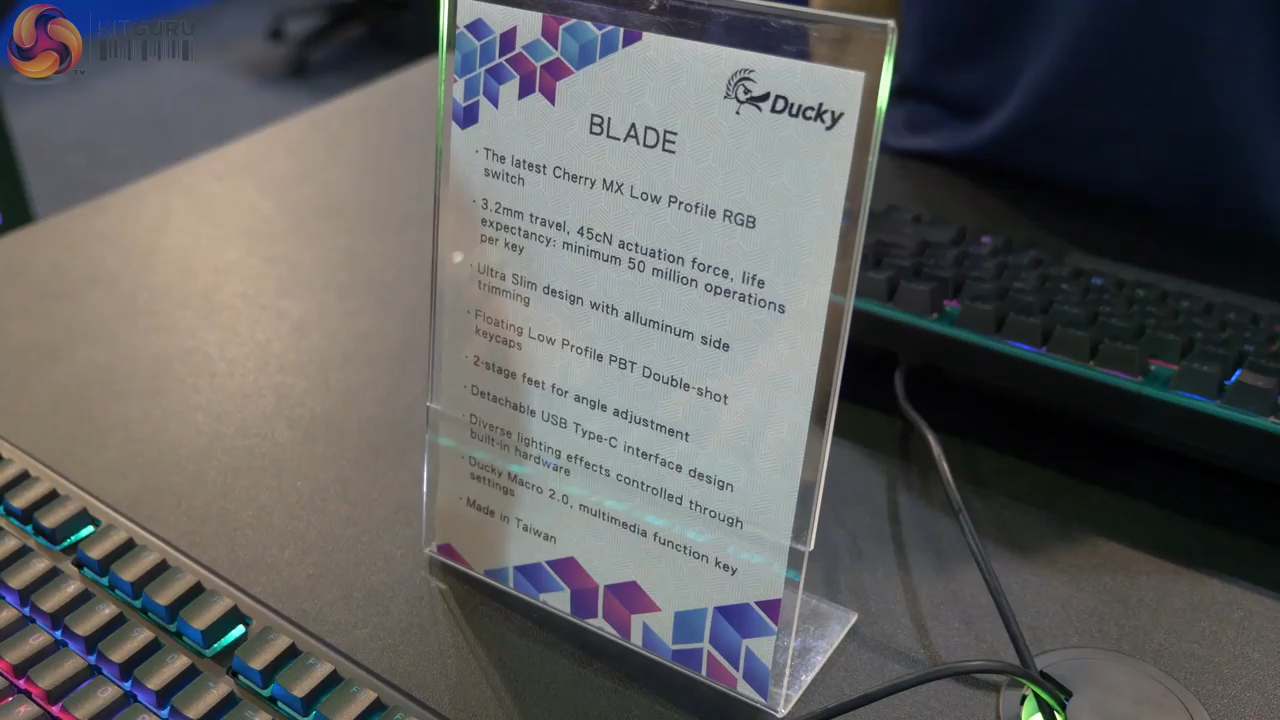 KITGURU
TV
Ducky
BLADE
· The latest Cherry MX Low Profile RGB
switch
· 3.2mm travel, 45cN actuation force, life
expectancy: minimum 50 million operations
per key
· Ultra Slim design with alluminum side
trimming
· Floating Low Profile PBT Double-shot
keycaps
· 2-stage feet for angle adjustment
· Detachable USB Type-C interface design
· Diverse lighting effects controlled through
built-in hardware
· Ducky Macro 2.0, multimedia function key
settings
· Made in Taiwan